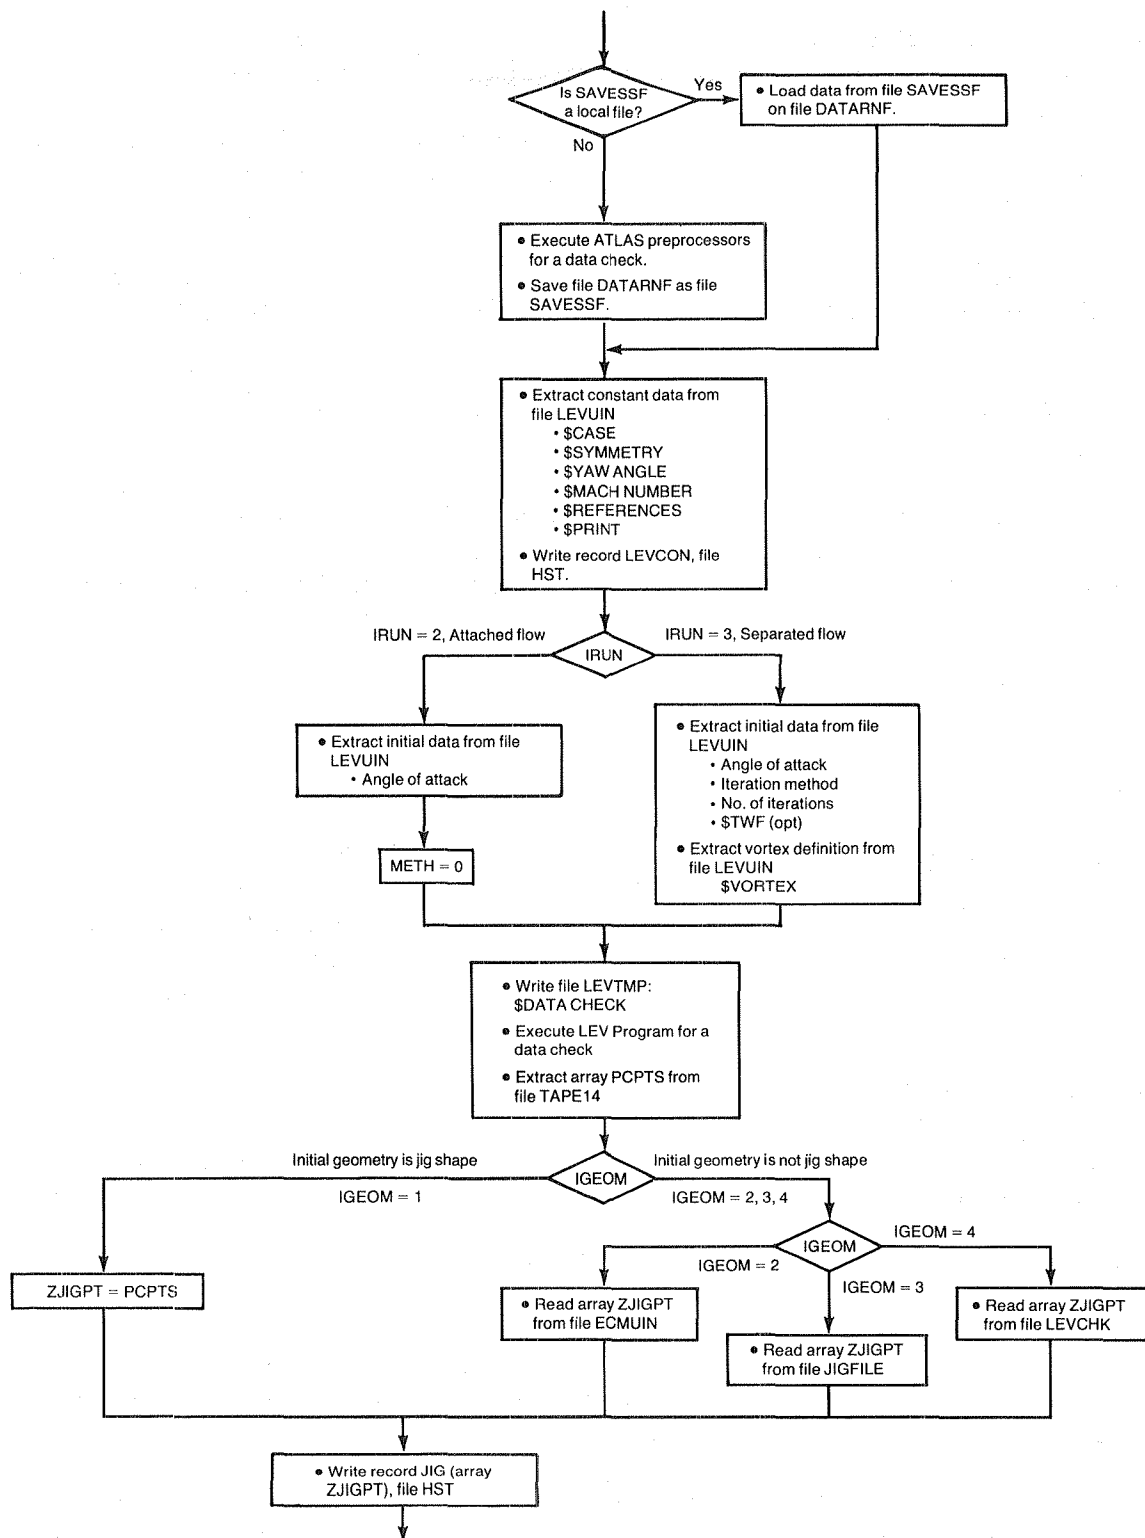 Is SAVESSF
a local file?
Yes
• Load data from file SAVESSF
on file DATARNF.
No
• Execute ATLAS preprocessors
for a data check.
• Save file DATARNF as file
SAVESSF.
• Extract constant data from
file LEVUIN
• $CASE
• $SYMMETRY
• $YAW ANGLE
• $MACH NUMBER
• $REFERENCES
• $PRINT
• Write record LEVCON, file
HST.
IRUN = 2, Attached flow
IRUN = 3, Separated flow
IRUN
• Extract initial data from file
LEVUIN
• Angle of attack
METH = 0
• Extract initial data from file
LEVUIN
• Angle of attack
• Iteration method
• No. of iterations
• $TWF (opt)
• Extract vortex definition from
file LEVUIN
$VORTEX
• Write file LEVTMP:
$DATA CHECK
• Execute LEV Program for a
data check
• Extract array PCPTS from
file TAPE14
Initial geometry is jig shape
IGEOM = 1
IGEOM
Initial geometry is not jig shape
IGEOM = 2, 3, 4
IGEOM
IGEOM = 4
IGEOM = 2
IGEOM = 3
ZJIGPT = PCPTS
• Read array ZJIGPT
from file ECMUIN
• Read array ZJIGPT
from file JIGFILE
• Read array ZJIGPT
from file LEVCHK
• Write record JIG (array
ZJIGPT), file HST